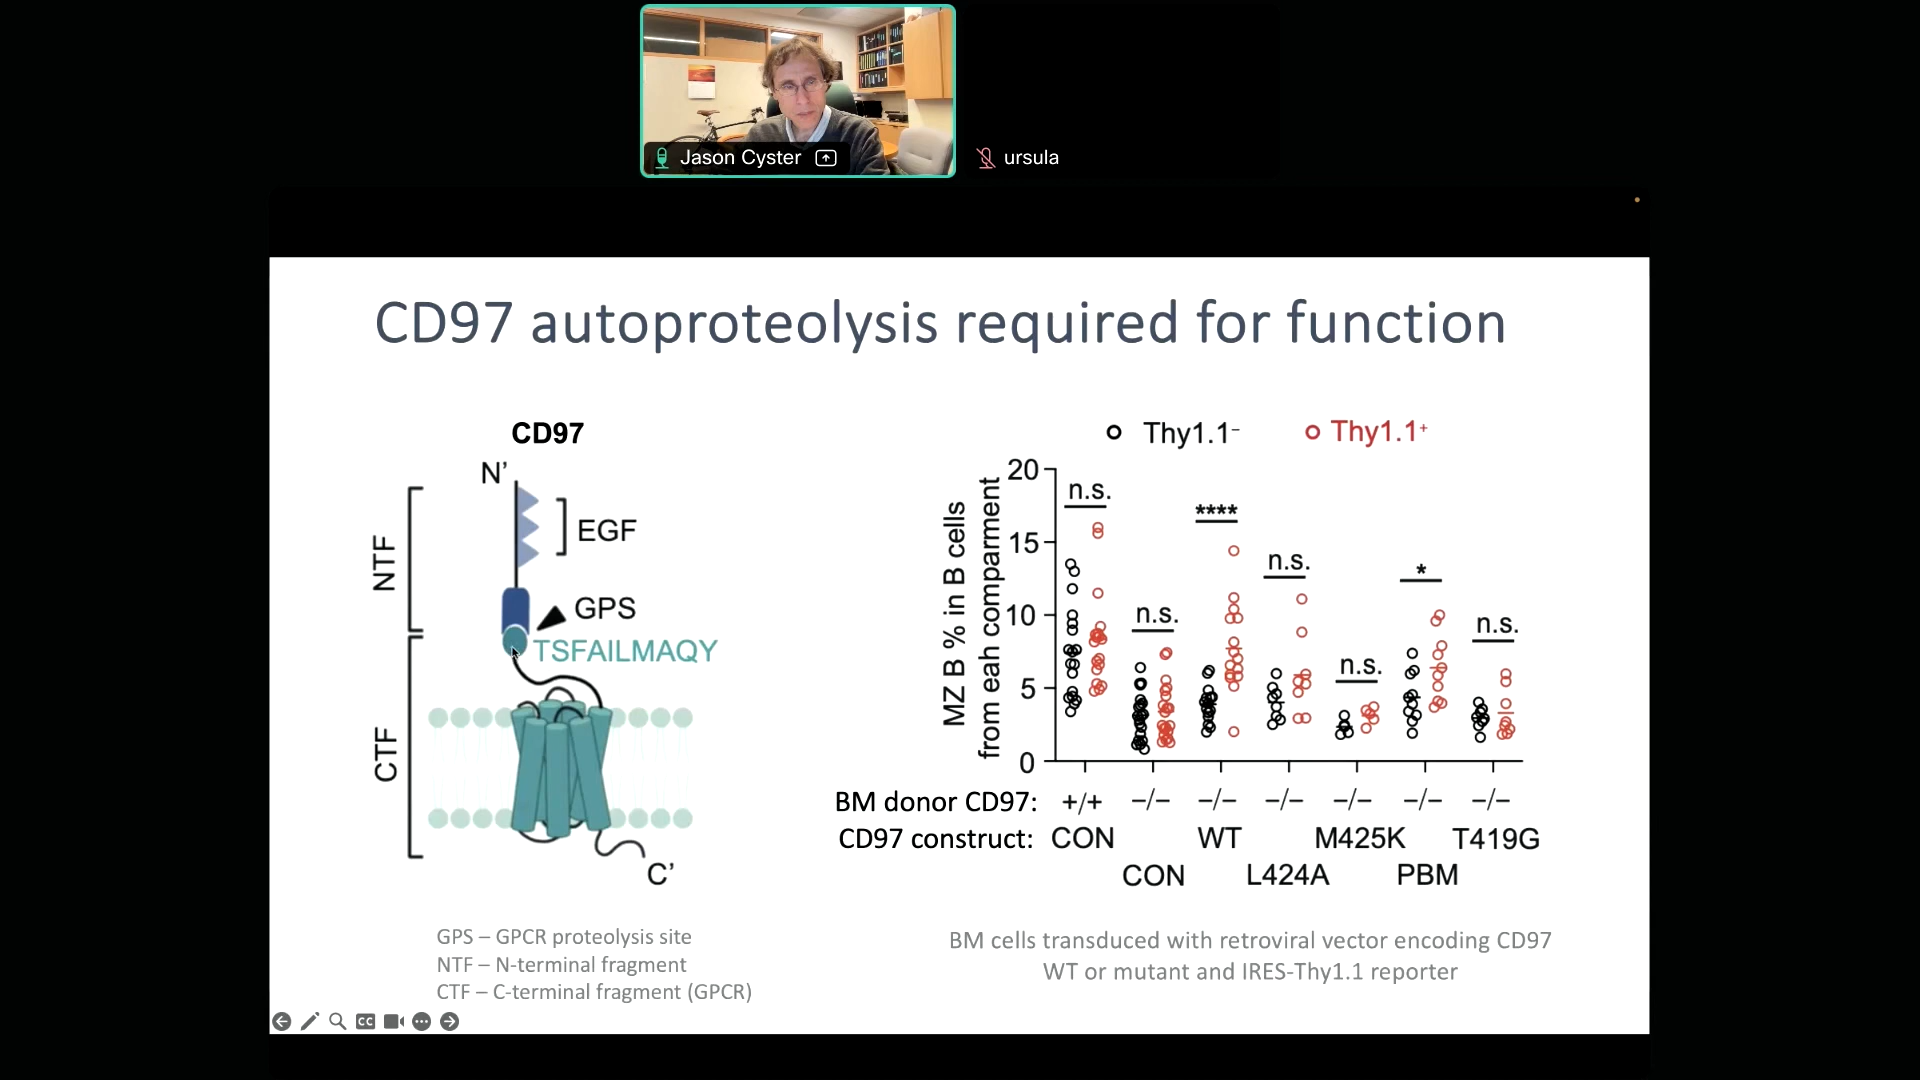 Jason Cyster
ursula
CD97 autoproteolysis required for function
CD97
N’
NTF
EGF
GPS
TSFAILMAQY
CTF
C’
GPS – GPCR proteolysis site
NTF – N-terminal fragment
CTF – C-terminal fragment (GPCR)
Thy1.1⁻ Thy1.1⁺
MZ B % in B cells
from eah compartment
20
15
10
5
0
n.s. n.s. **** n.s. n.s. * n.s.
BM donor CD97: +/+ −/− −/− −/− −/− −/− −/−
CD97 construct: CON WT M425K T419G
CON L424A PBM
BM cells transduced with retroviral vector encoding CD97
WT or mutant and IRES-Thy1.1 reporter
CC